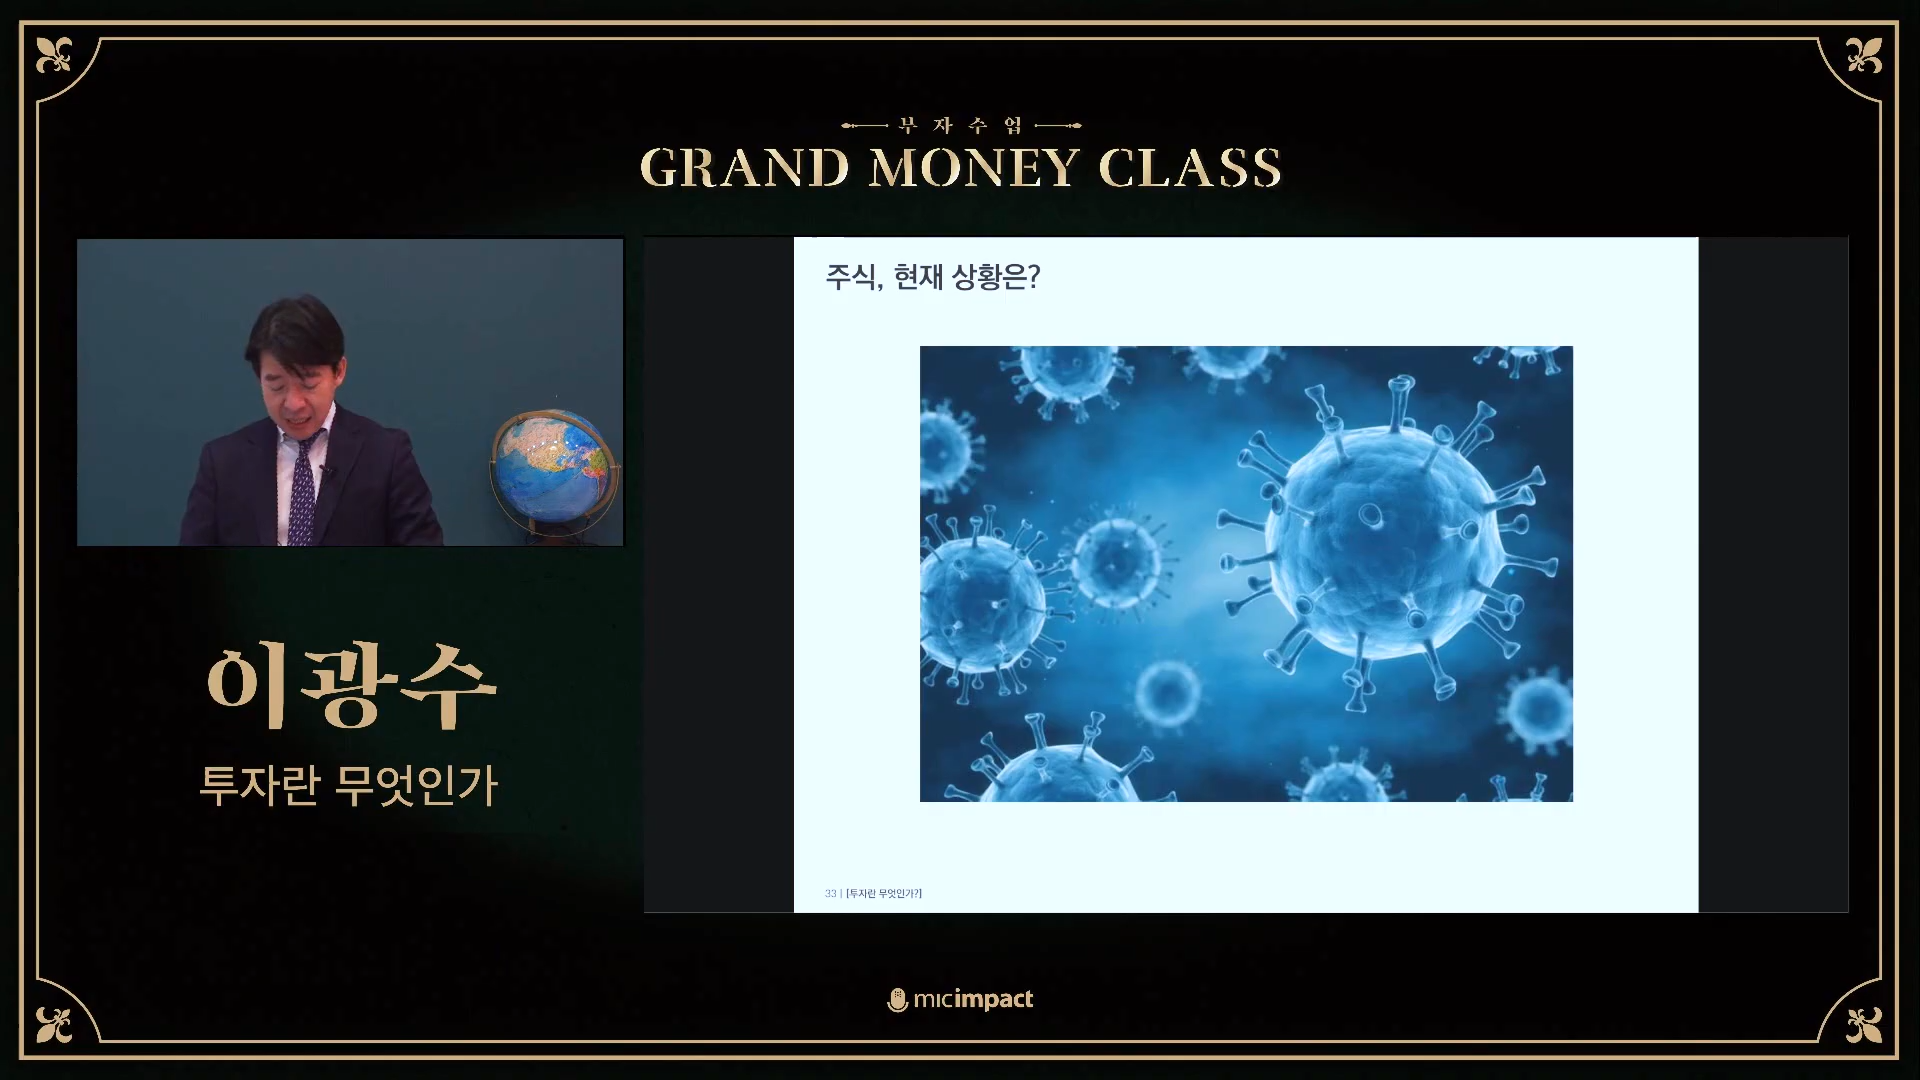 부자수업
GRAND MONEY CLASS
주식, 현재 상황은?
이광수
투자란 무엇인가
33 | [투자란 무엇인가?]
micimpact